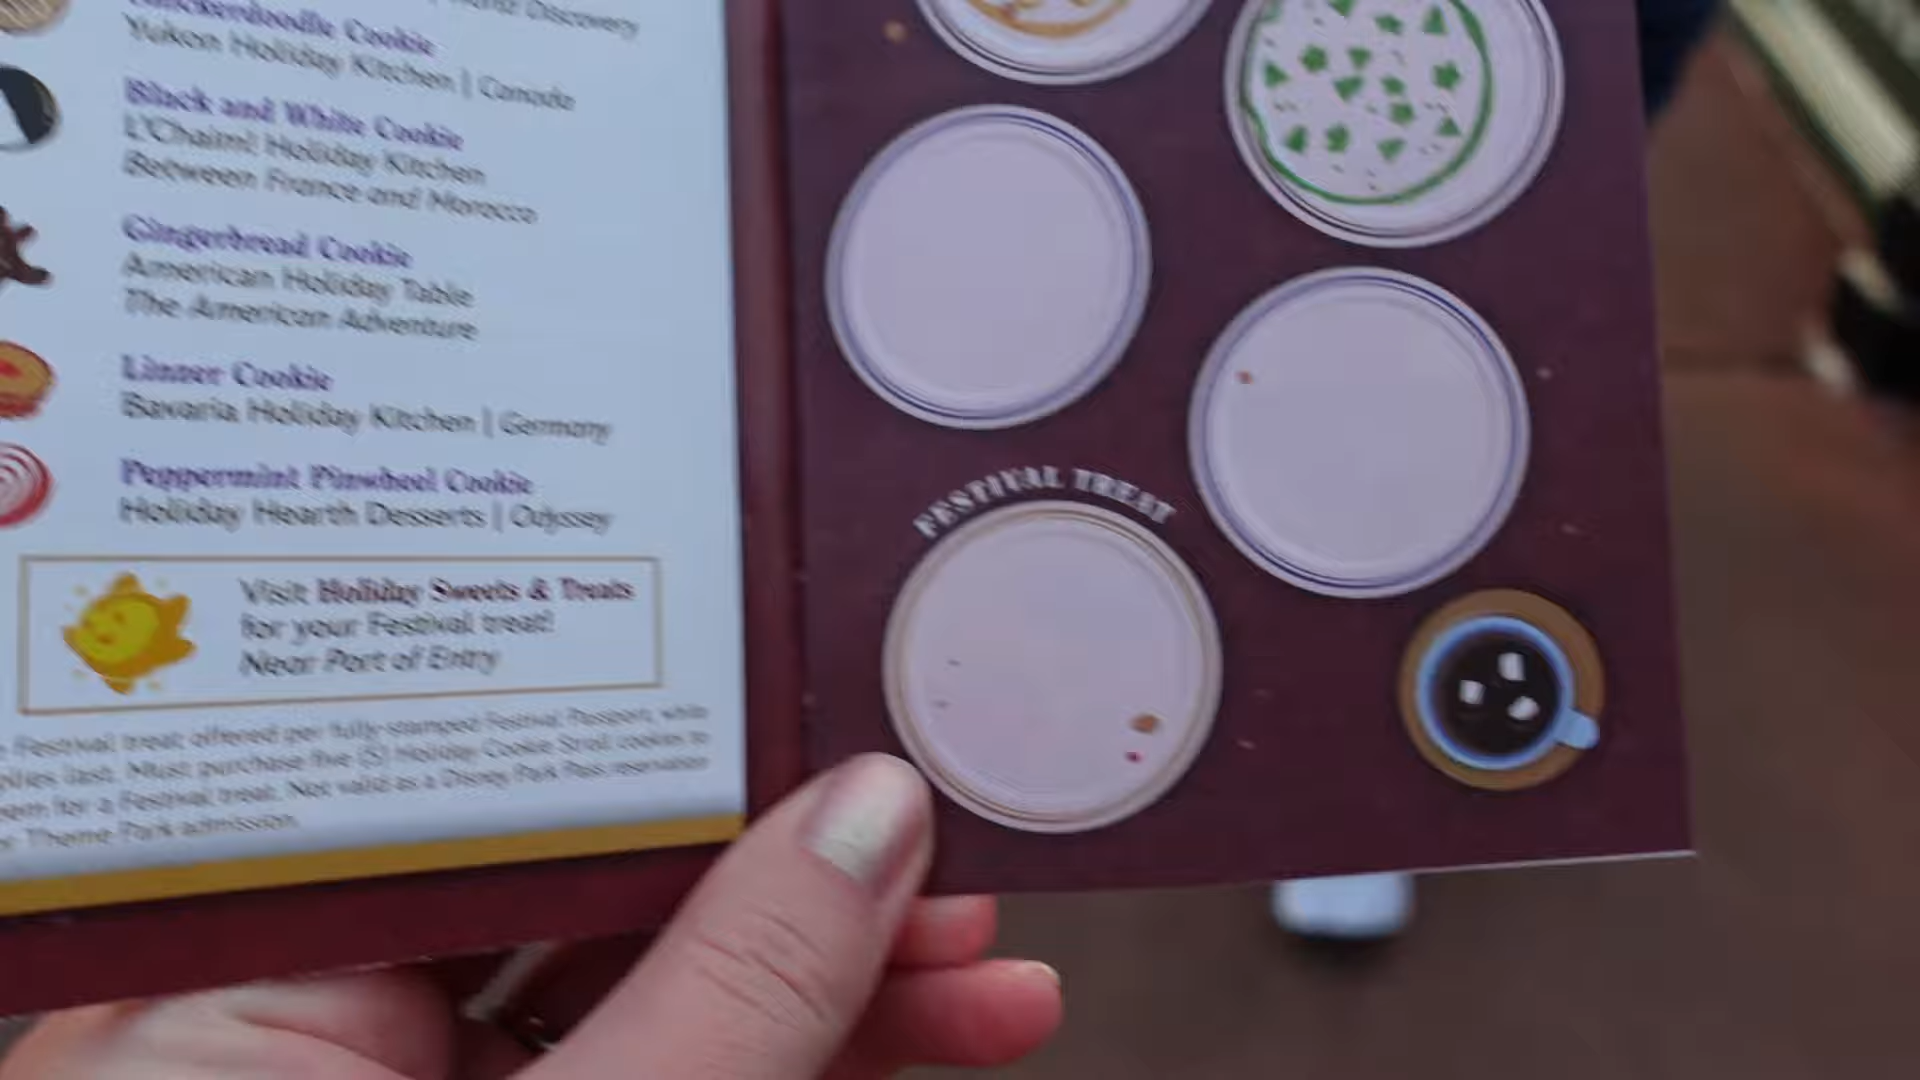 World Discovery
Snickerdoodle Cookie
Yukon Holiday Kitchen | Canada
Black and White Cookie
L'Chaim! Holiday Kitchen
Between France and Morocco
Gingerbread Cookie
American Holiday Table
The American Adventure
Linzer Cookie
Bavaria Holiday Kitchen | Germany
Peppermint Pinwheel Cookie
Holiday Hearth Desserts | Odyssey
Visit Holiday Sweets & Treats
for your Festival treat!
Near Port of Entry
Festival treat offered per fully-stamped Festival Passport, while
last. Must purchase five (5) Holiday Cookie Stroll cookies to
for a Festival treat. Not valid as a Disney Park Pass reservation
Theme Park admission.
FESTIVAL TREAT